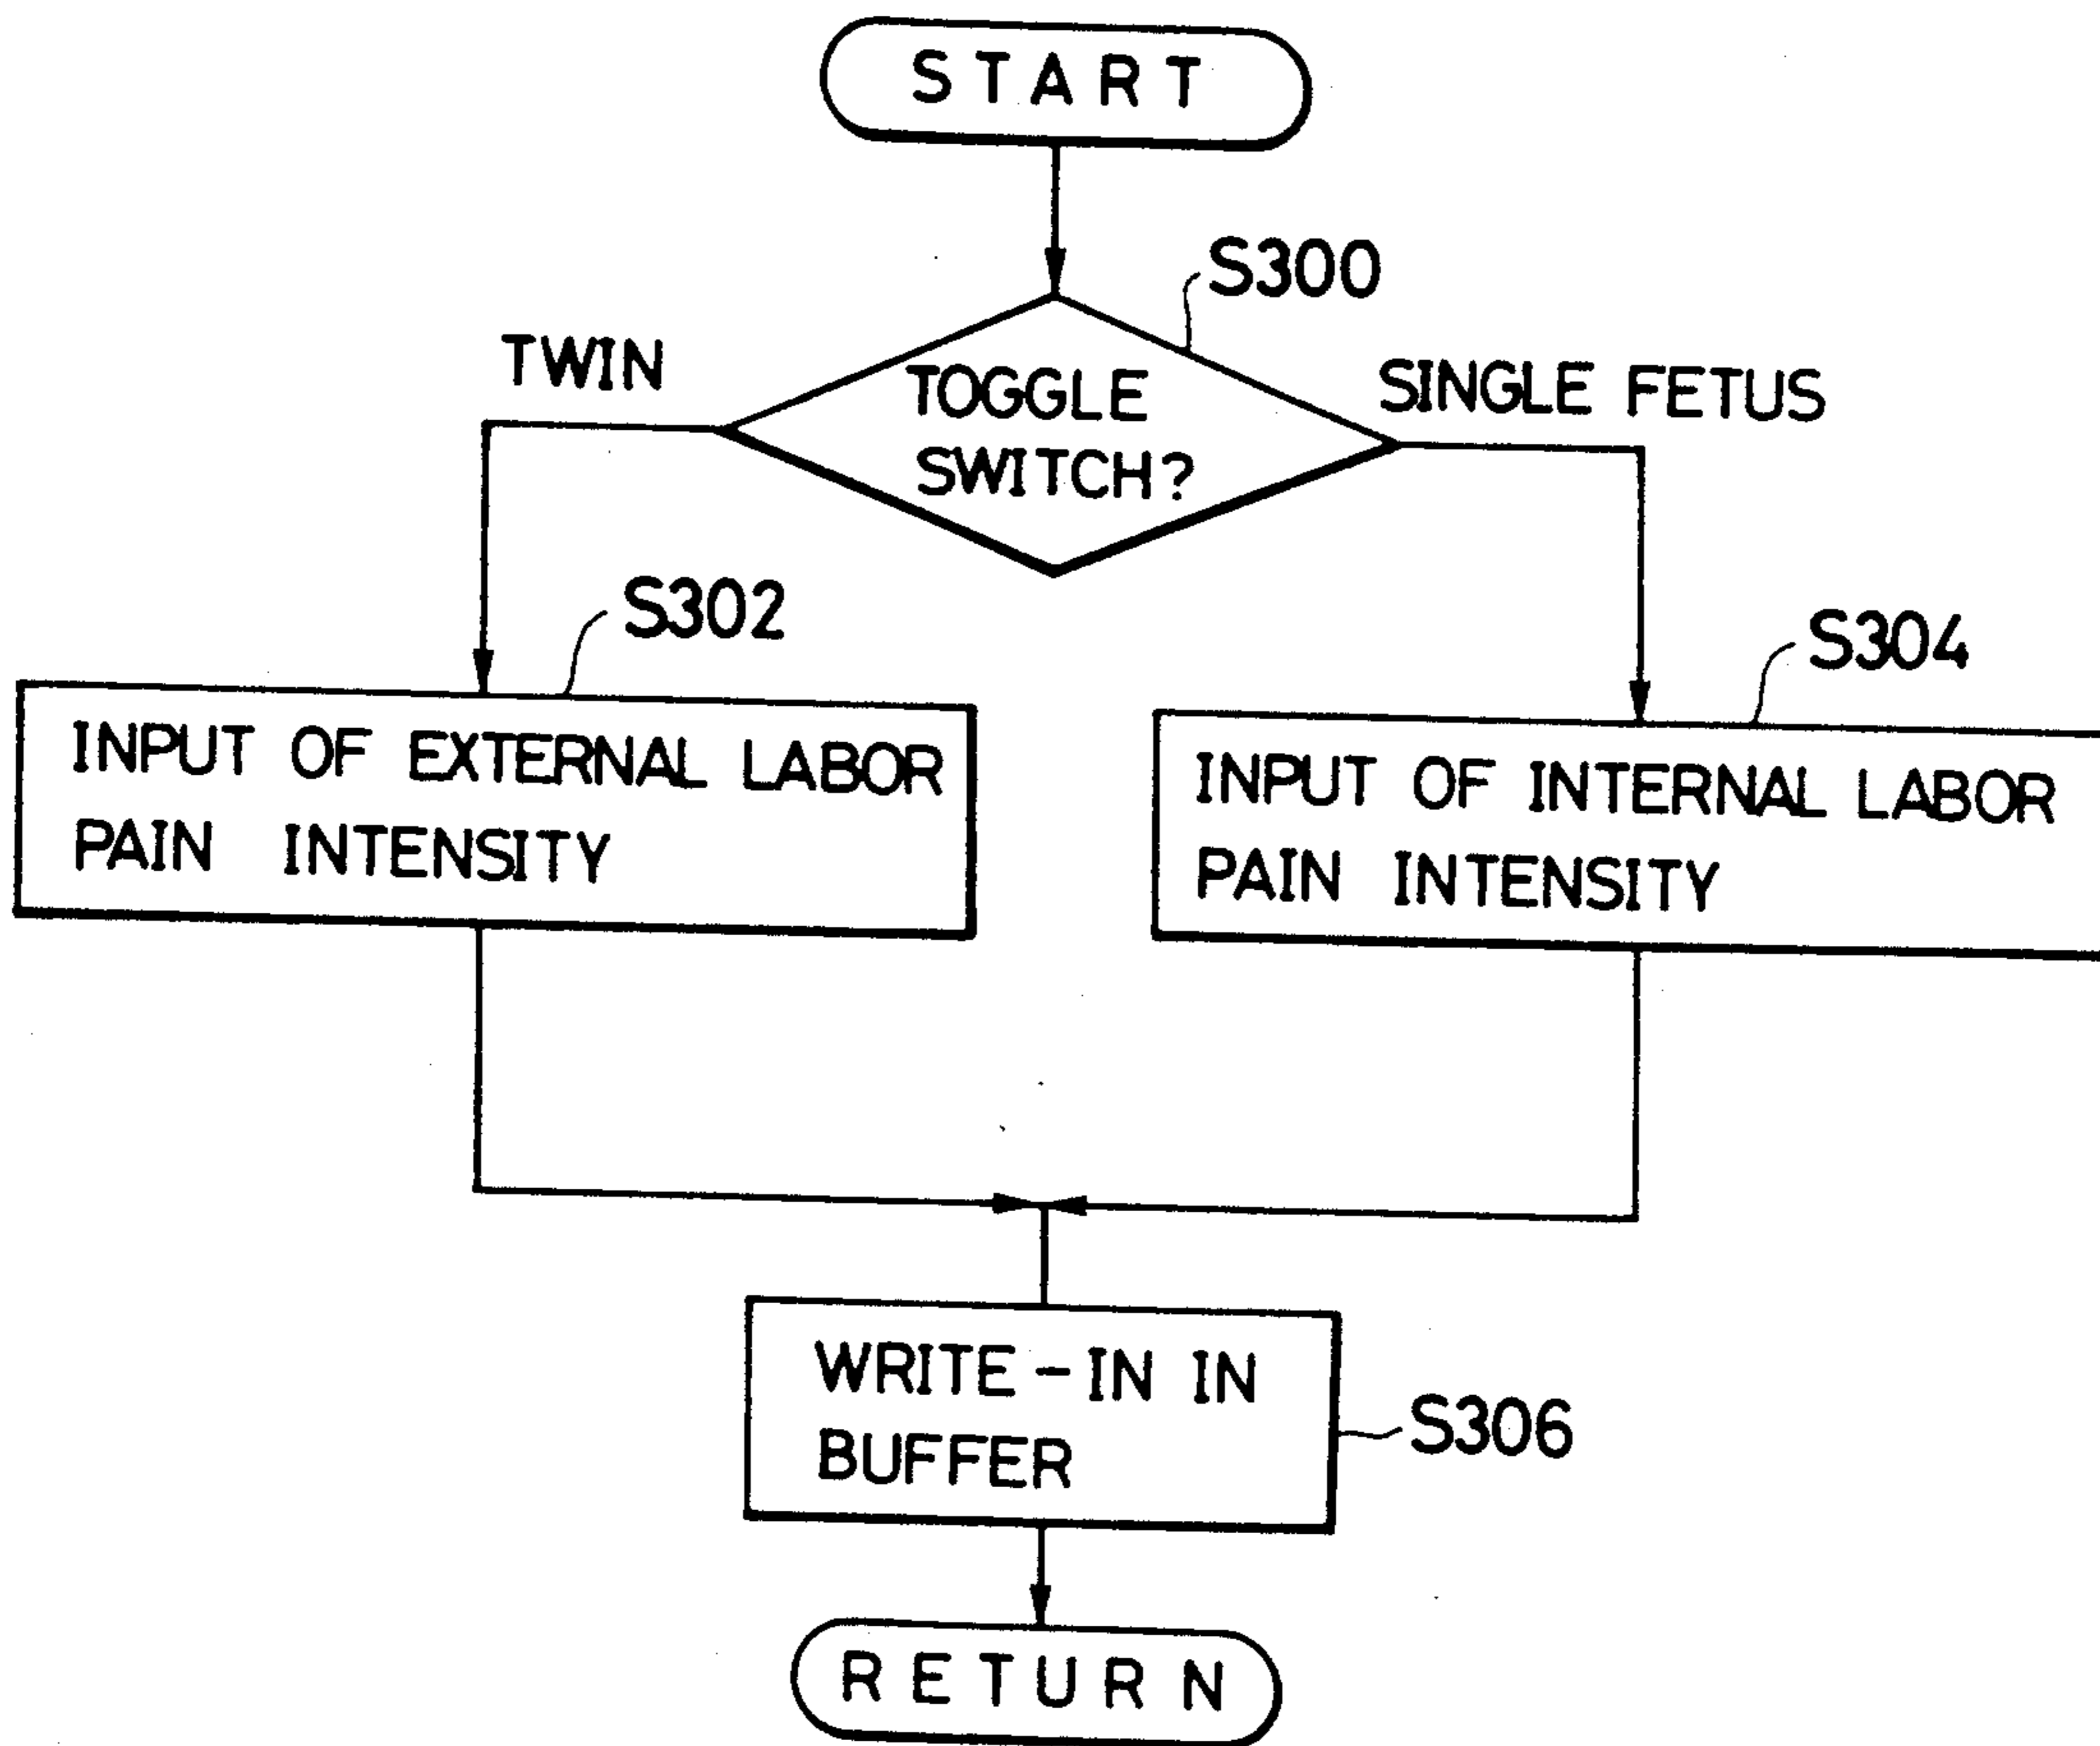 START
S300
TWIN
SINGLE FETUS
TOGGLE
SWITCH?
S302
S304
INPUT OF EXTERNAL LABOR
PAIN INTENSITY
INPUT OF INTERNAL LABOR
PAIN INTENSITY
WRITE-IN IN
BUFFER
S306
RETURN